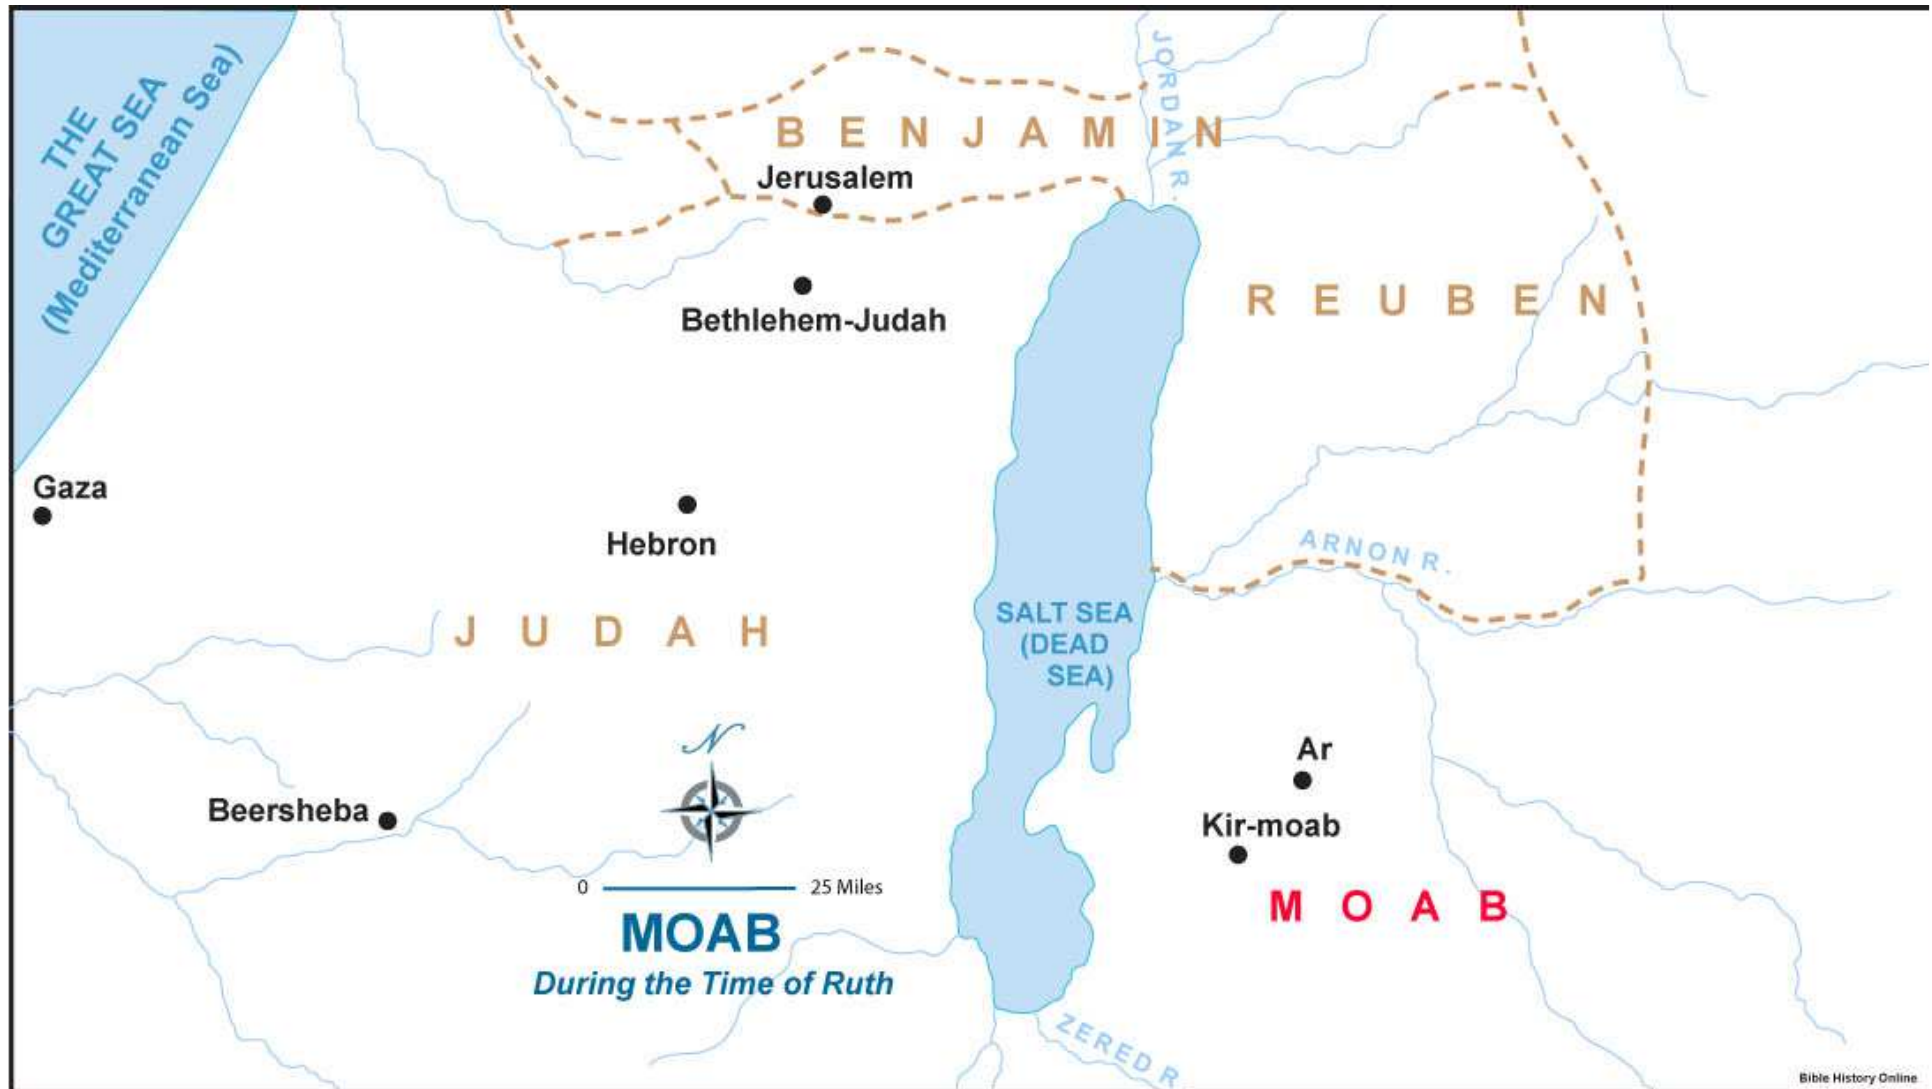 THE
GREAT SEA
(Mediterranean Sea)
JORDAN R.
BENJAMIN
Jerusalem
Bethlehem-Judah
REUBEN
Gaza
Hebron
ARNON R.
JUDAH
SALT SEA
(DEAD
SEA)
N
Ar
Kir-moab
Beersheba
0
25 Miles
MOAB
MOAB
During the Time of Ruth
ZERED R
Bible History Online